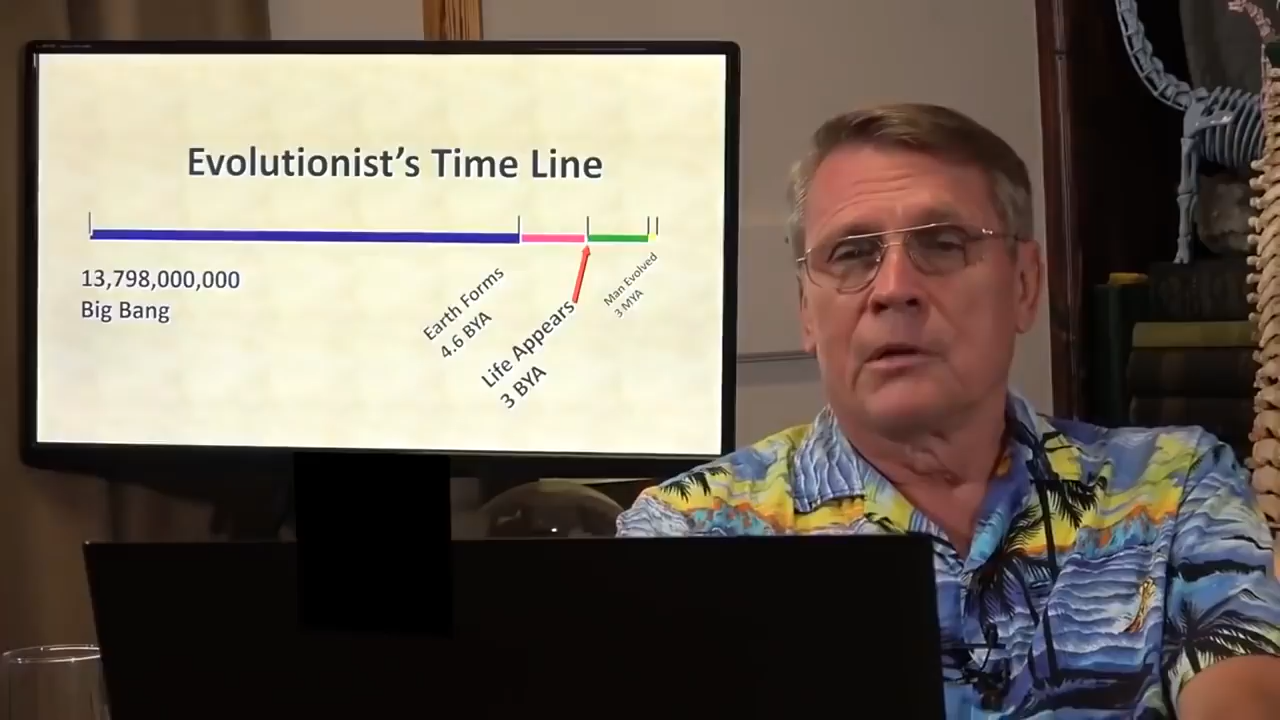 Evolutionist’s Time Line
13,798,000,000
Big Bang
Earth Forms
4.6 BYA
Life Appears
3 BYA
Man Evolved
3 MYA